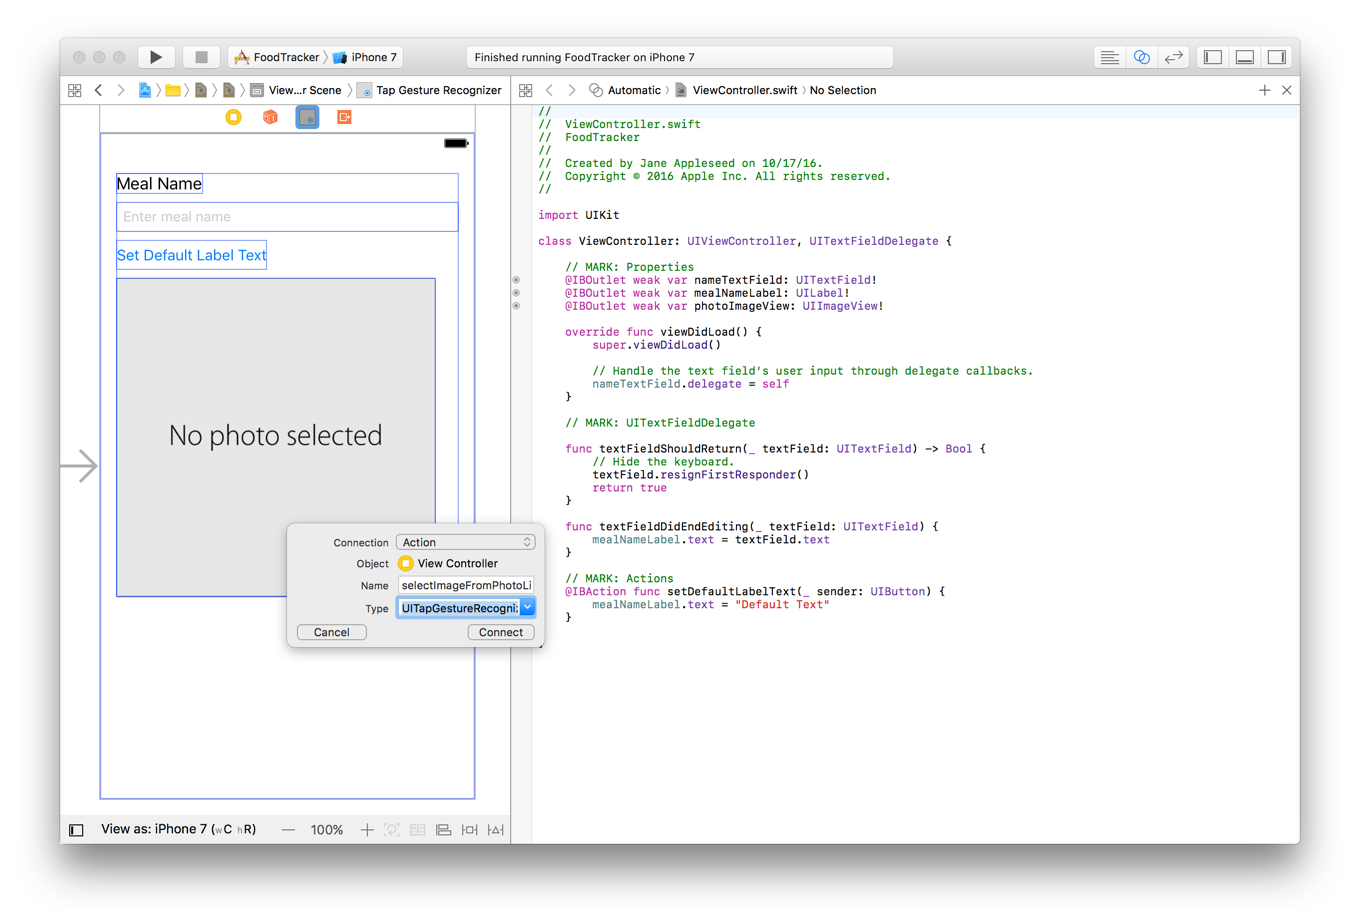 FoodTracker
iPhone 7
Finished running FoodTracker on iPhone 7
View...r Scene
Tap Gesture Recognizer
Automatic
ViewController.swift
No Selection
Meal Name
Enter meal name
Set Default Label Text
No photo selected
Connection Action
Object View Controller
Name selectImageFromPhotoLi
Type UITapGestureRecogni
Cancel
Connect
View as: iPhone 7 (wC hR)
100%
//
// ViewController.swift
// FoodTracker
//
// Created by Jane Appleseed on 10/17/16.
// Copyright © 2016 Apple Inc. All rights reserved.
//
import UIKit
class ViewController: UIViewController, UITextFieldDelegate {
// MARK: Properties
@IBOutlet weak var nameTextField: UITextField!
@IBOutlet weak var mealNameLabel: UILabel!
@IBOutlet weak var photoImageView: UIImageView!
override func viewDidLoad() {
super.viewDidLoad()
// Handle the text field’s user input through delegate callbacks.
nameTextField.delegate = self
}
// MARK: UITextFieldDelegate
func textFieldShouldReturn(_ textField: UITextField) -> Bool {
// Hide the keyboard.
textField.resignFirstResponder()
return true
}
func textFieldDidEndEditing(_ textField: UITextField) {
mealNameLabel.text = textField.text
}
// MARK: Actions
@IBAction func setDefaultLabelText(_ sender: UIButton) {
mealNameLabel.text = "Default Text"
}